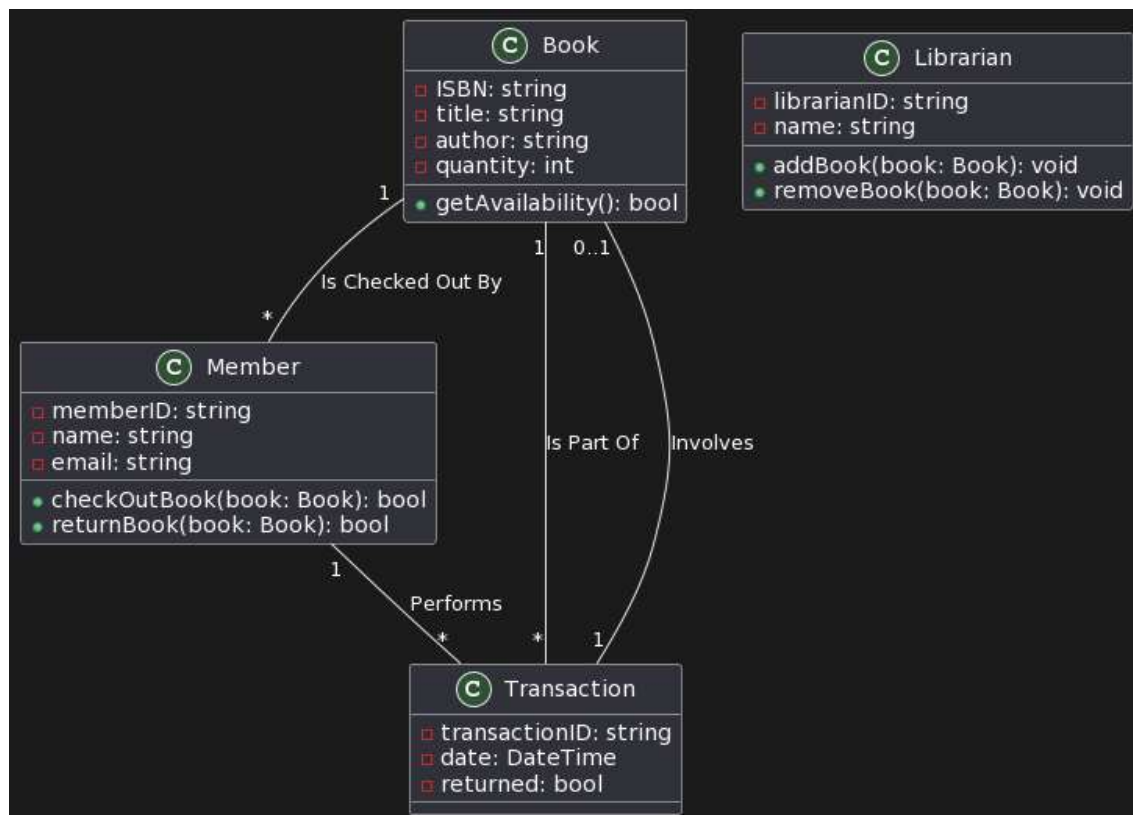 C Book
ISBN: string
title: string
author: string
quantity: int
getAvailability(): bool
C Librarian
librarianID: string
name: string
addBook(book: Book): void
removeBook(book: Book): void
1
1
0..1
Is Checked Out By
*
C Member
memberID: string
name: string
email: string
checkOutBook(book: Book): bool
returnBook(book: Book): bool
Is Part Of
Involves
1
Performs
*
*
1
C Transaction
transactionID: string
date: DateTime
returned: bool